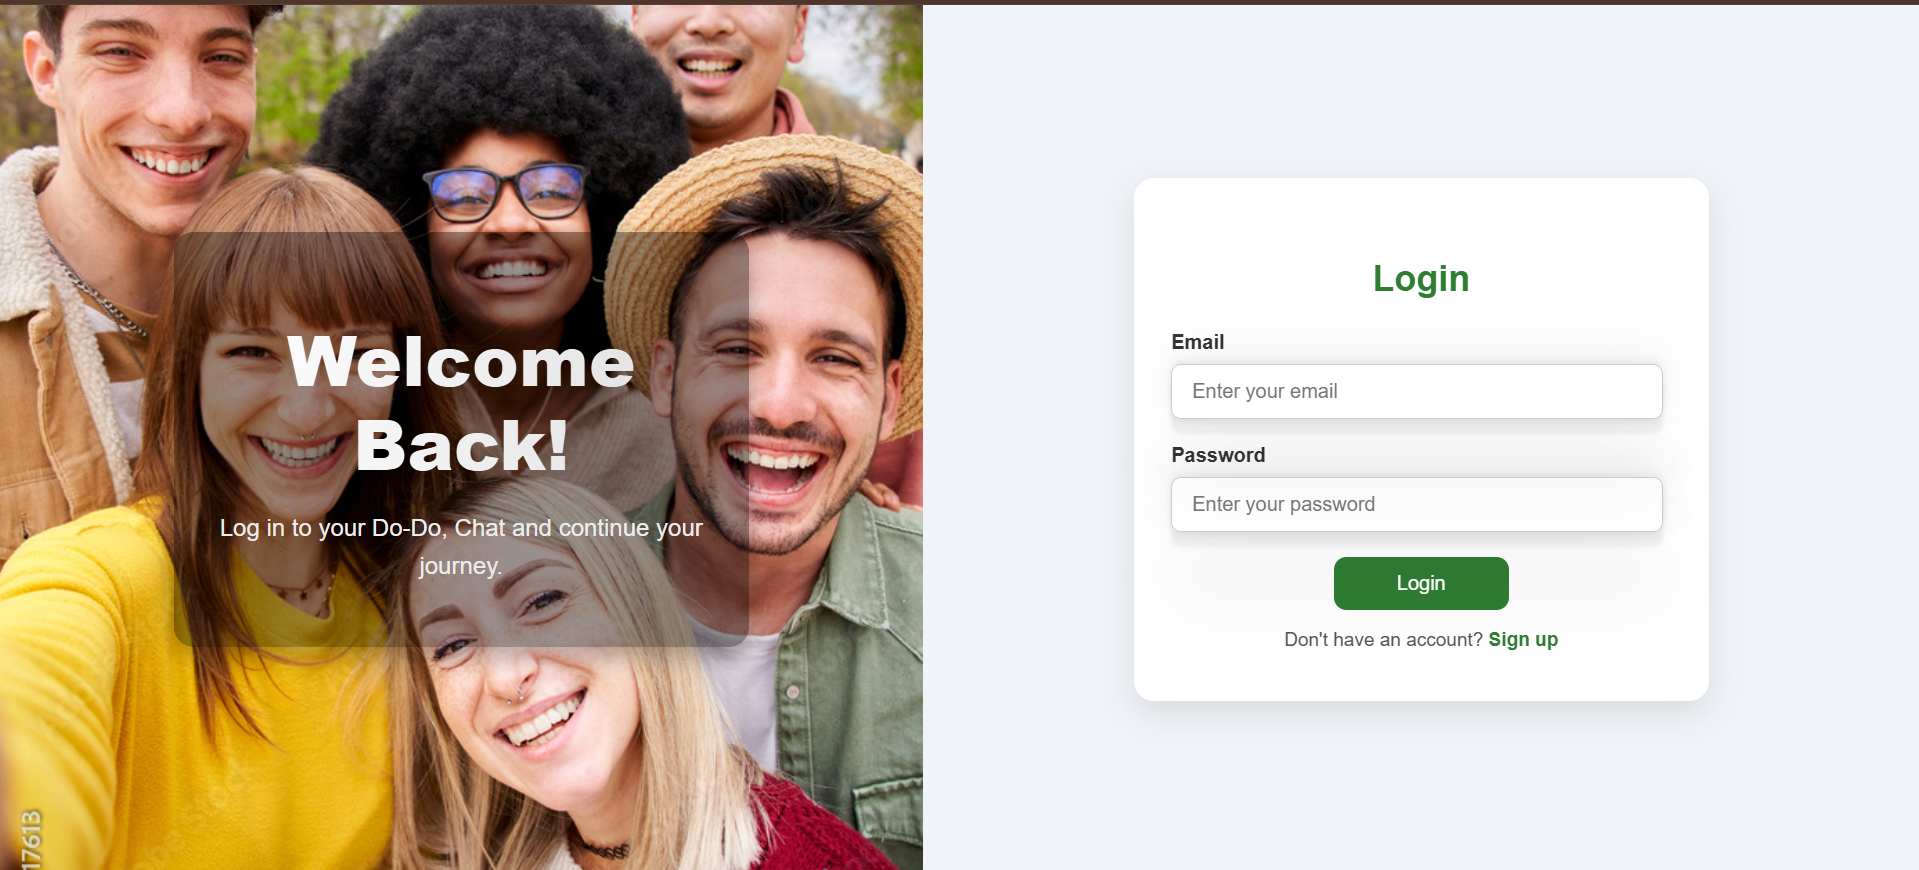 Welcome
Back!
Log in to your Do-Do, Chat and continue your
journey.
17613
Login
Email
Enter your email
Password
Enter your password
Login
Don't have an account? Sign up